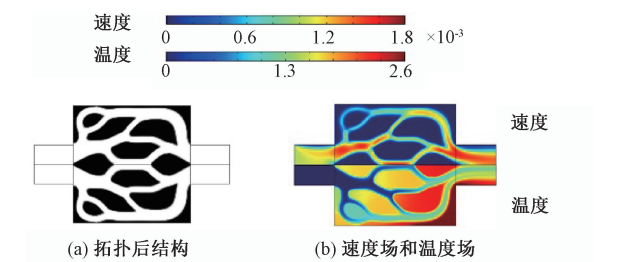 速度
0 0.6 1.2 1.8 ×10⁻³
温度
0 1.3 2.6
速度
温度
(a) 拓扑后结构
(b) 速度场和温度场